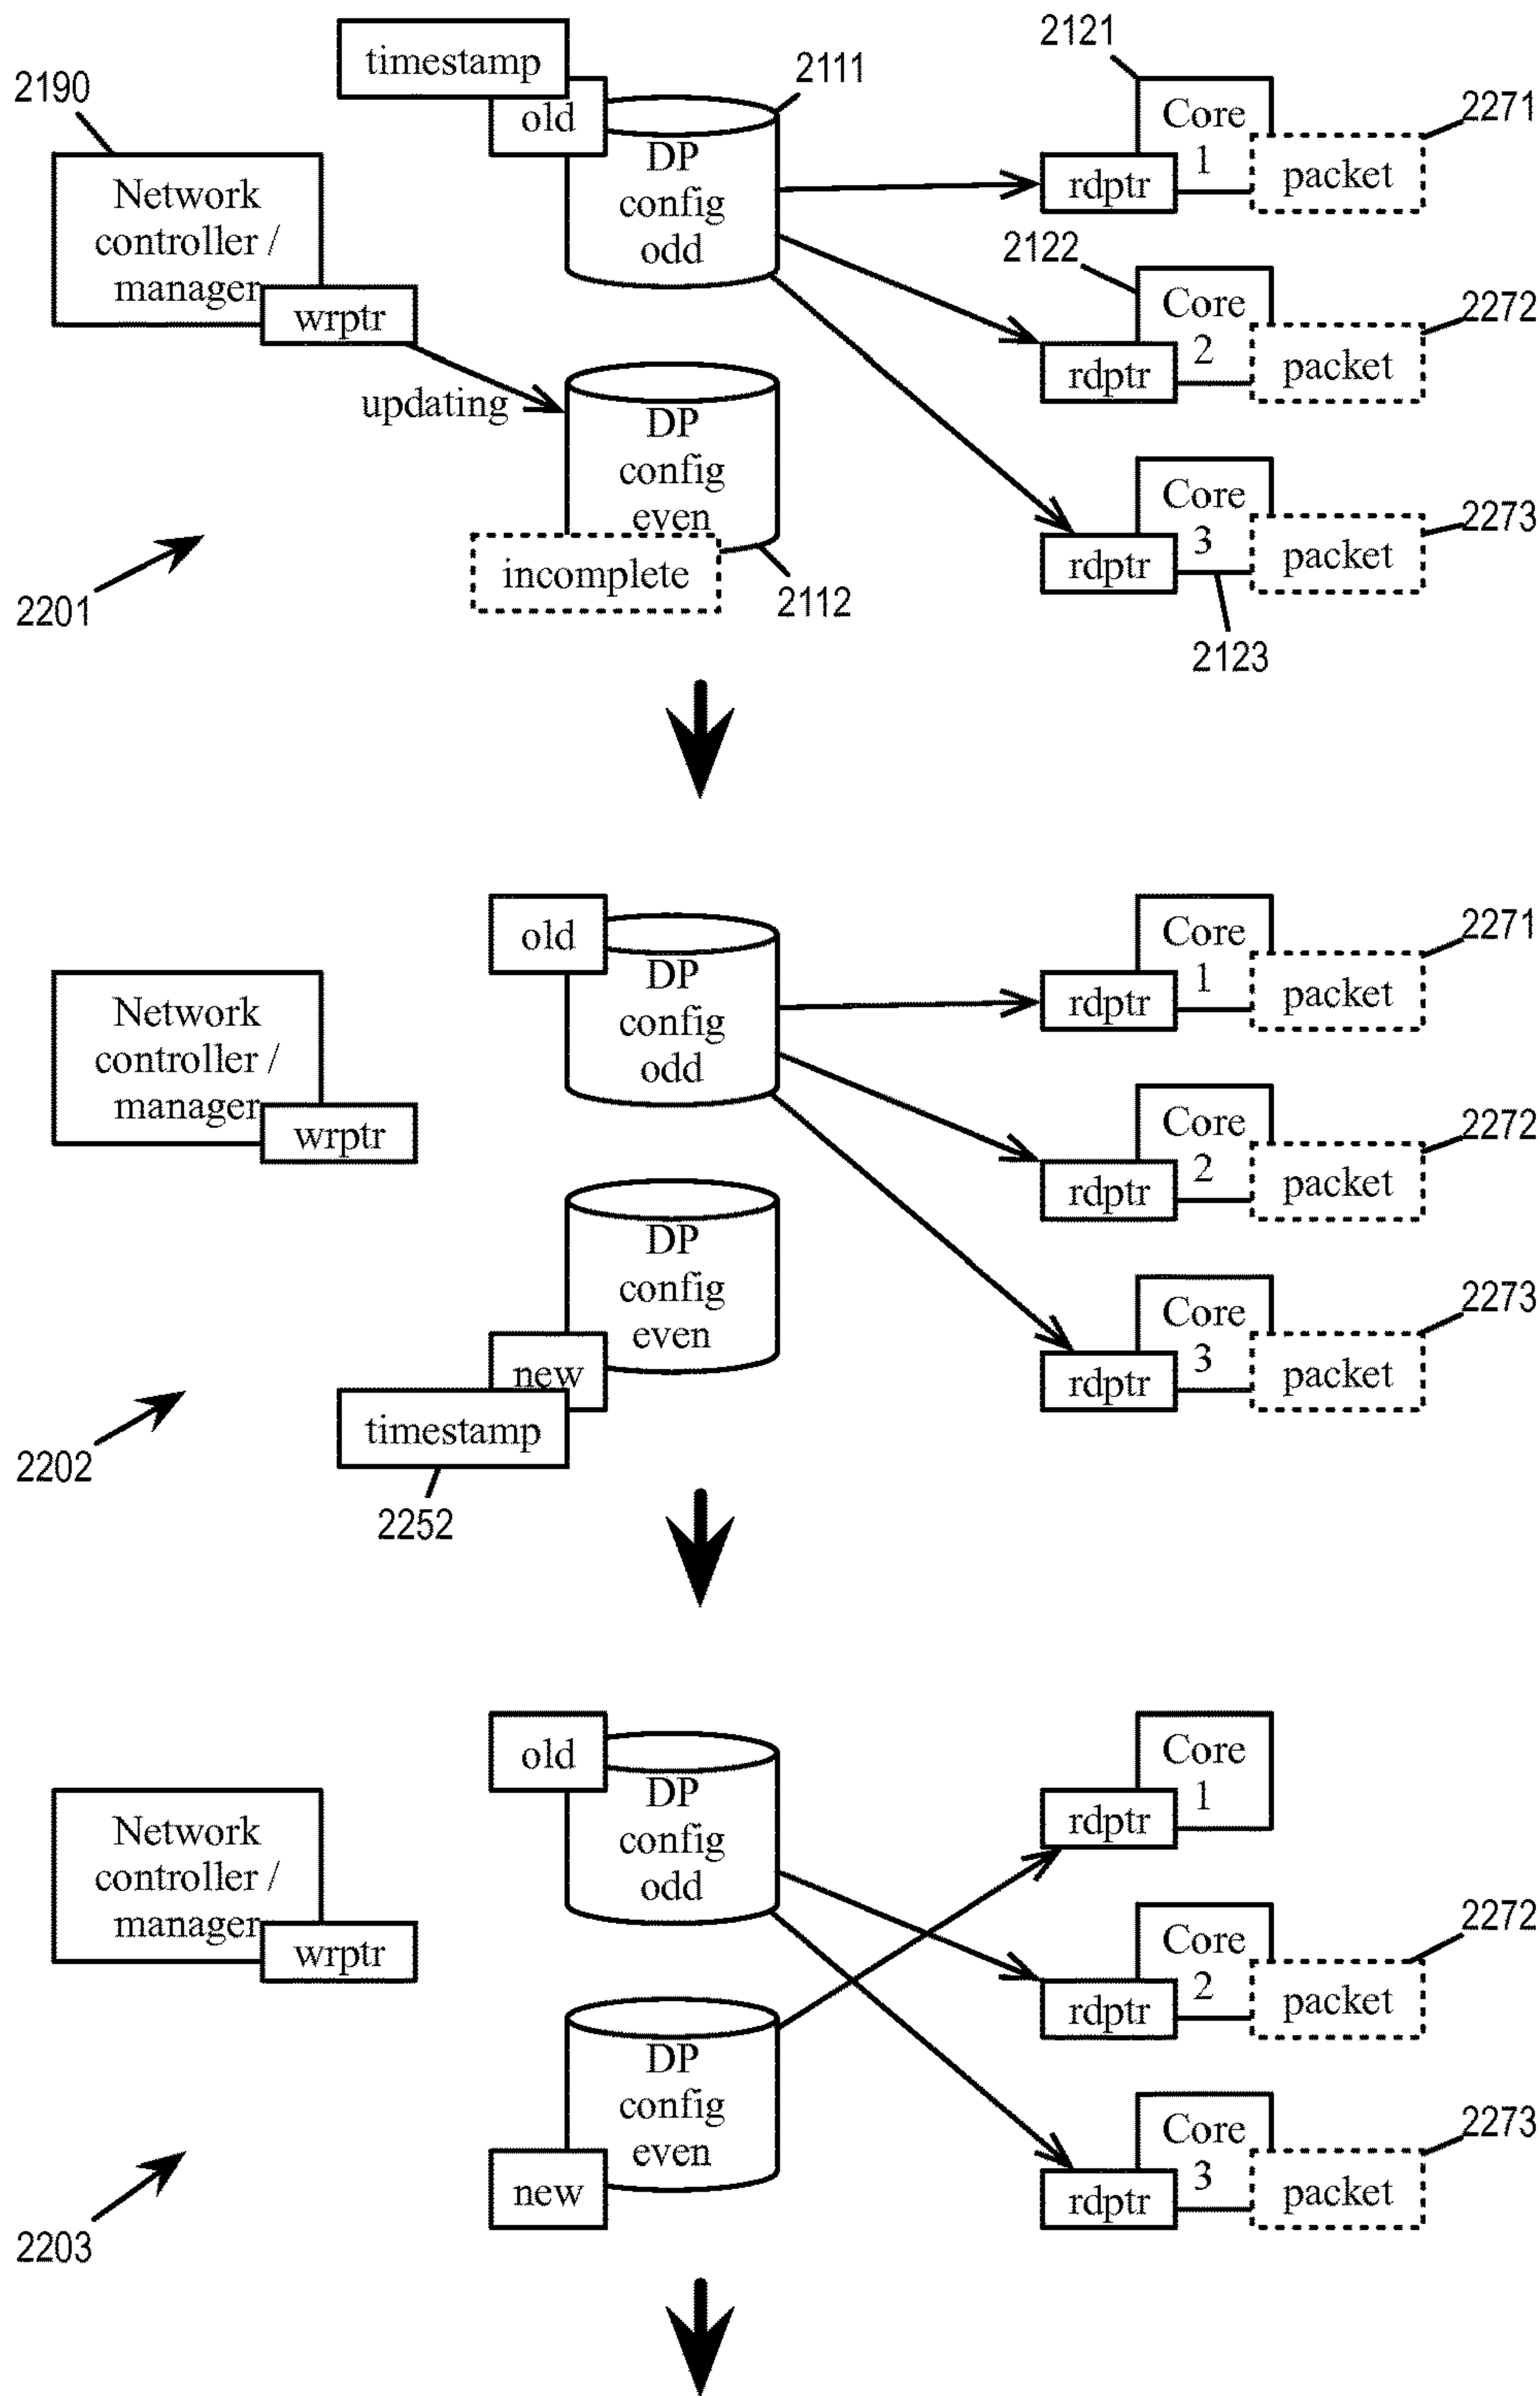 timestamp
2190
old
2111
2121
Core
1
2271
Network
controller /
manager
DP
config
odd
rdptr
packet
wrptr
2122
Core
2
2272
rdptr
packet
updating
DP
config
even
incomplete
2112
Core
3
2273
rdptr
packet
2123
2201
old
Network
controller /
manager
wrptr
DP
config
odd
Core
1
2271
rdptr
packet
Core
2
2272
rdptr
packet
DP
config
even
new
timestamp
2252
Core
3
2273
rdptr
packet
2202
old
Network
controller /
manager
wrptr
DP
config
odd
Core
1
rdptr
Core
2
2272
rdptr
packet
DP
config
even
new
Core
3
2273
rdptr
packet
2203